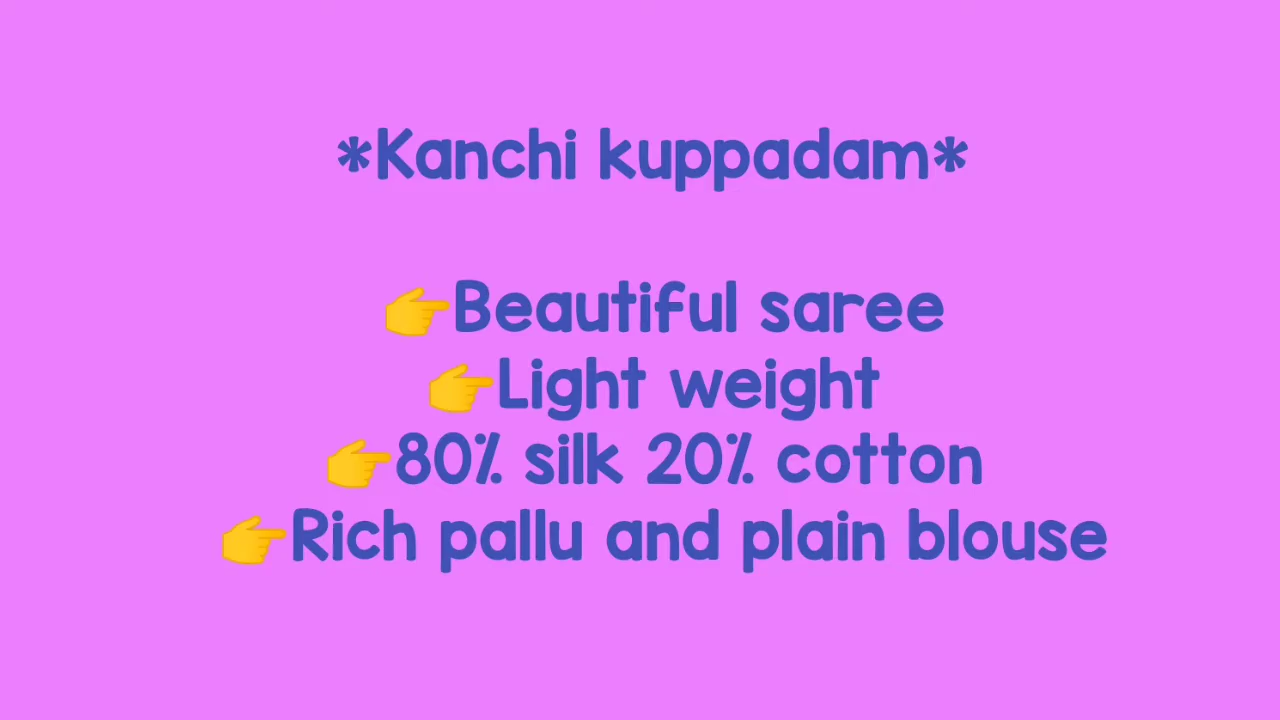 *Kanchi kuppadam*
👉Beautiful saree
👉Light weight
👉80% silk 20% cotton
👉Rich pallu and plain blouse